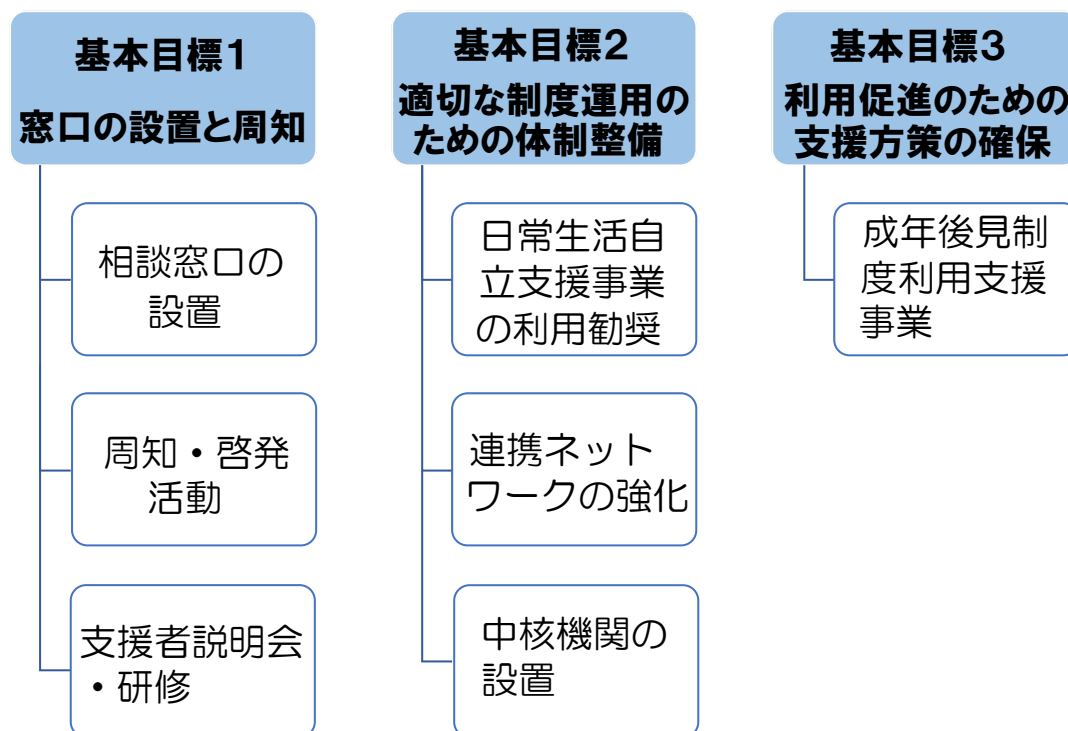 基本目標1
窓口の設置と周知
相談窓口の
設置
周知・啓発
活動
支援者説明会
・研修
基本目標2
適切な制度運用の
ための体制整備
日常生活自
立支援事業
の利用勧奨
連携ネット
ワークの強化
中核機関の
設置
基本目標3
利用促進のための
支援方策の確保
成年後見制
度利用支援
事業